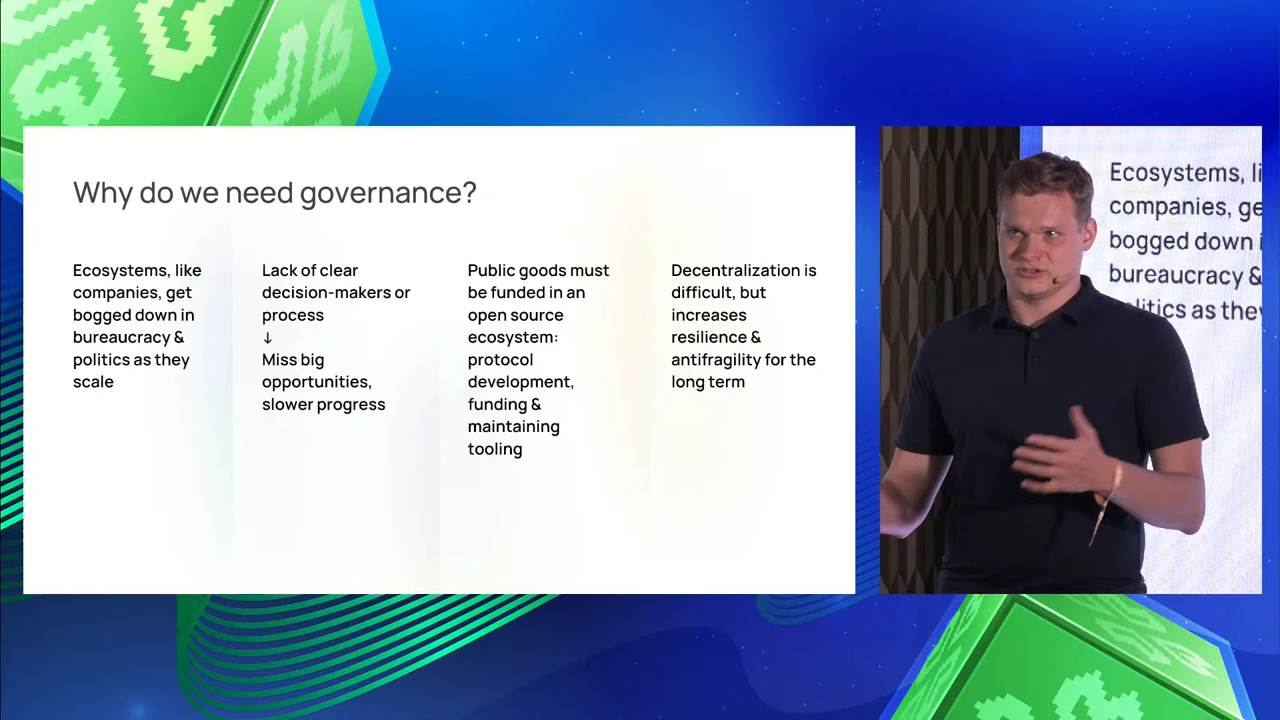 Why do we need governance?
Ecosystems, like
companies, get
bogged down in
bureaucracy &
politics as they
scale
Lack of clear
decision-makers or
process
↓
Miss big
opportunities,
slower progress
Public goods must
be funded in an
open source
ecosystem:
protocol
development,
funding &
maintaining
tooling
Decentralization is
difficult, but
increases
resilience &
antifragility for the
long term
Ecosystems, li
companies, ge
bogged down i
bureaucracy &
litics as they